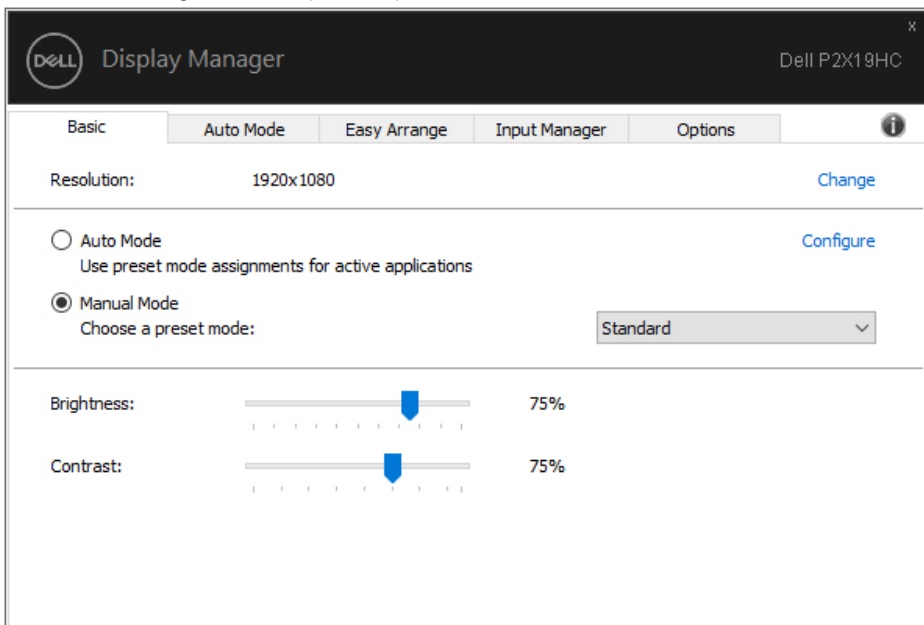 DELL Display Manager
x
Dell P2X19HC
Basic Auto Mode Easy Arrange Input Manager Options i
Resolution: 1920x1080 Change
Auto Mode Configure
Use preset mode assignments for active applications
Manual Mode
Choose a preset mode: Standard
Brightness: 75%
Contrast: 75%